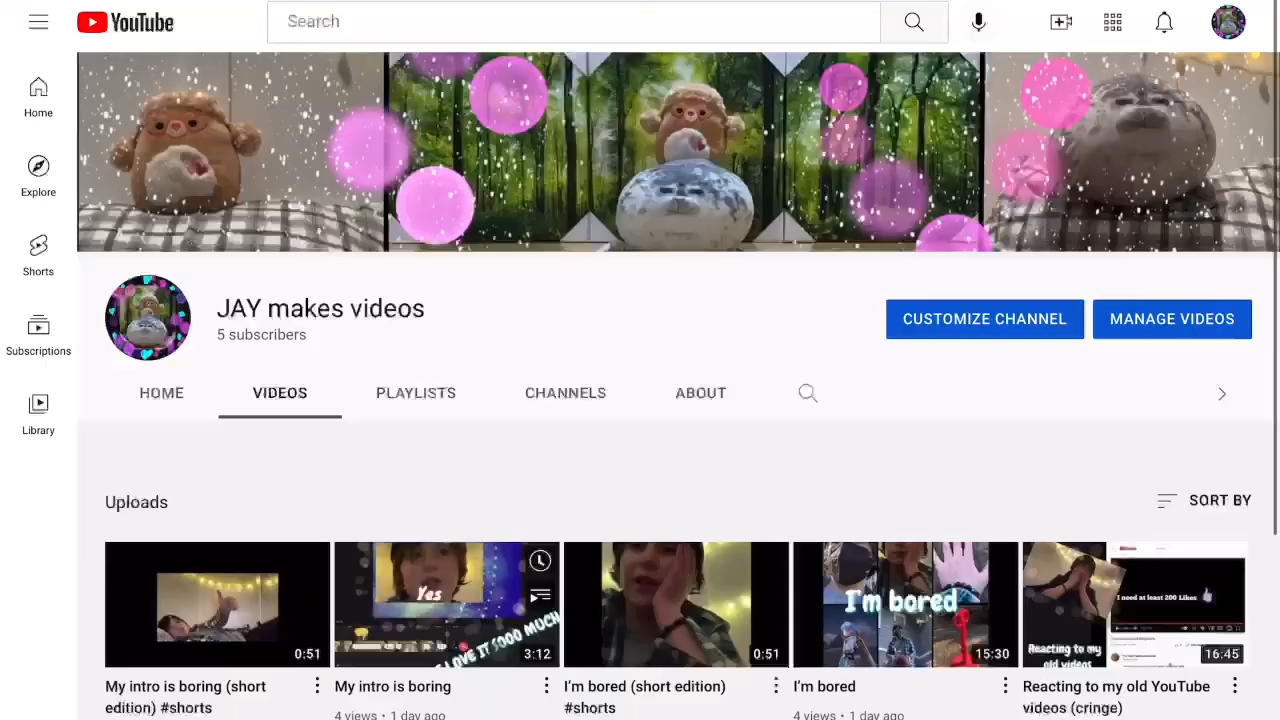 YouTube
Search
Home
Explore
Shorts
Subscriptions
Library
JAY makes videos
5 subscribers
CUSTOMIZE CHANNEL
MANAGE VIDEOS
HOME
VIDEOS
PLAYLISTS
CHANNELS
ABOUT
Uploads
SORT BY
0:51
Yes
LOVE IT SOOO MUCH
3:12
0:51
I'm bored
15:30
I need at least 200 Likes
Reacting to my
old videos
16:45
My intro is boring (short
edition) #shorts
My intro is boring
4 views • 1 day ago
I'm bored (short edition)
#shorts
I'm bored
4 views • 1 day ago
Reacting to my old YouTube
videos (cringe)